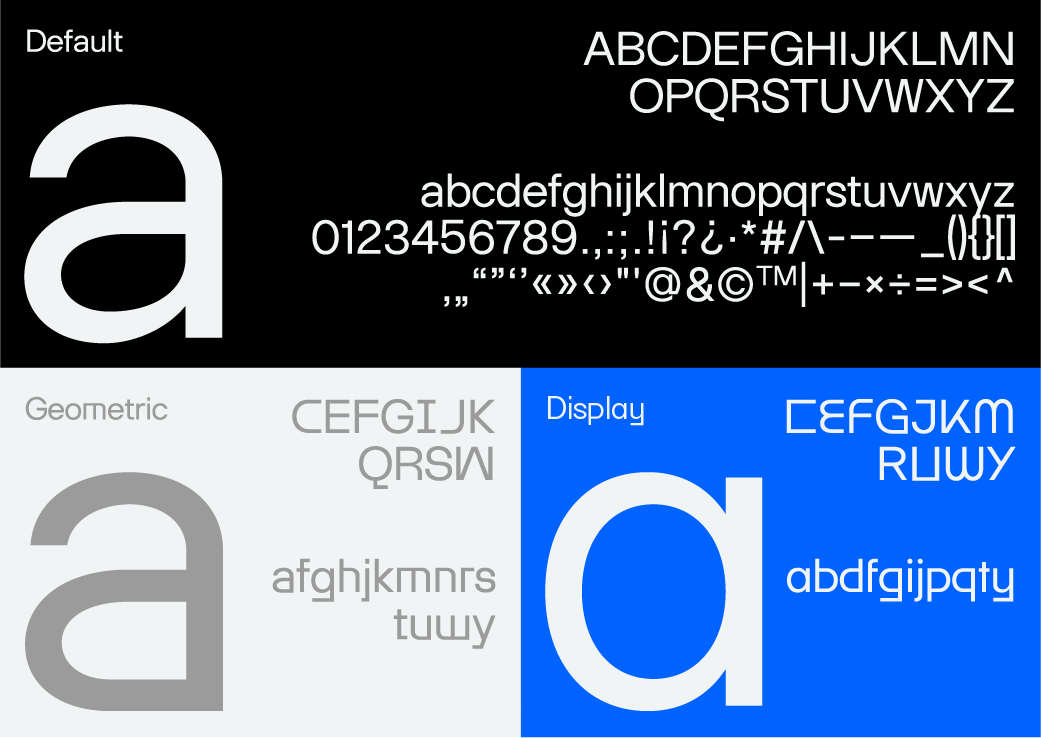 Default
a
ABCDEFGHIJKLMN
OPQRSTUVWXYZ
abcdefghijklmnopqrstuvwxyz
0123456789.,:;.!¡?¿·*#/\-–—_(){}[]
‚„“”‘’«»‹›"'@&©™|+−×÷=><^
Geometric
a
CEFGIJK
QRSW
afghjkmnrs
tuwy
Display
a
CEFGJKM
RUWY
abdfgijpqty